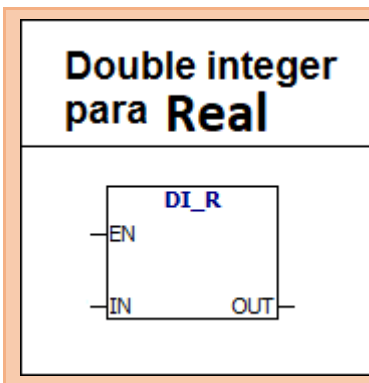 Double integer
para Real
DI_R
EN
IN OUT